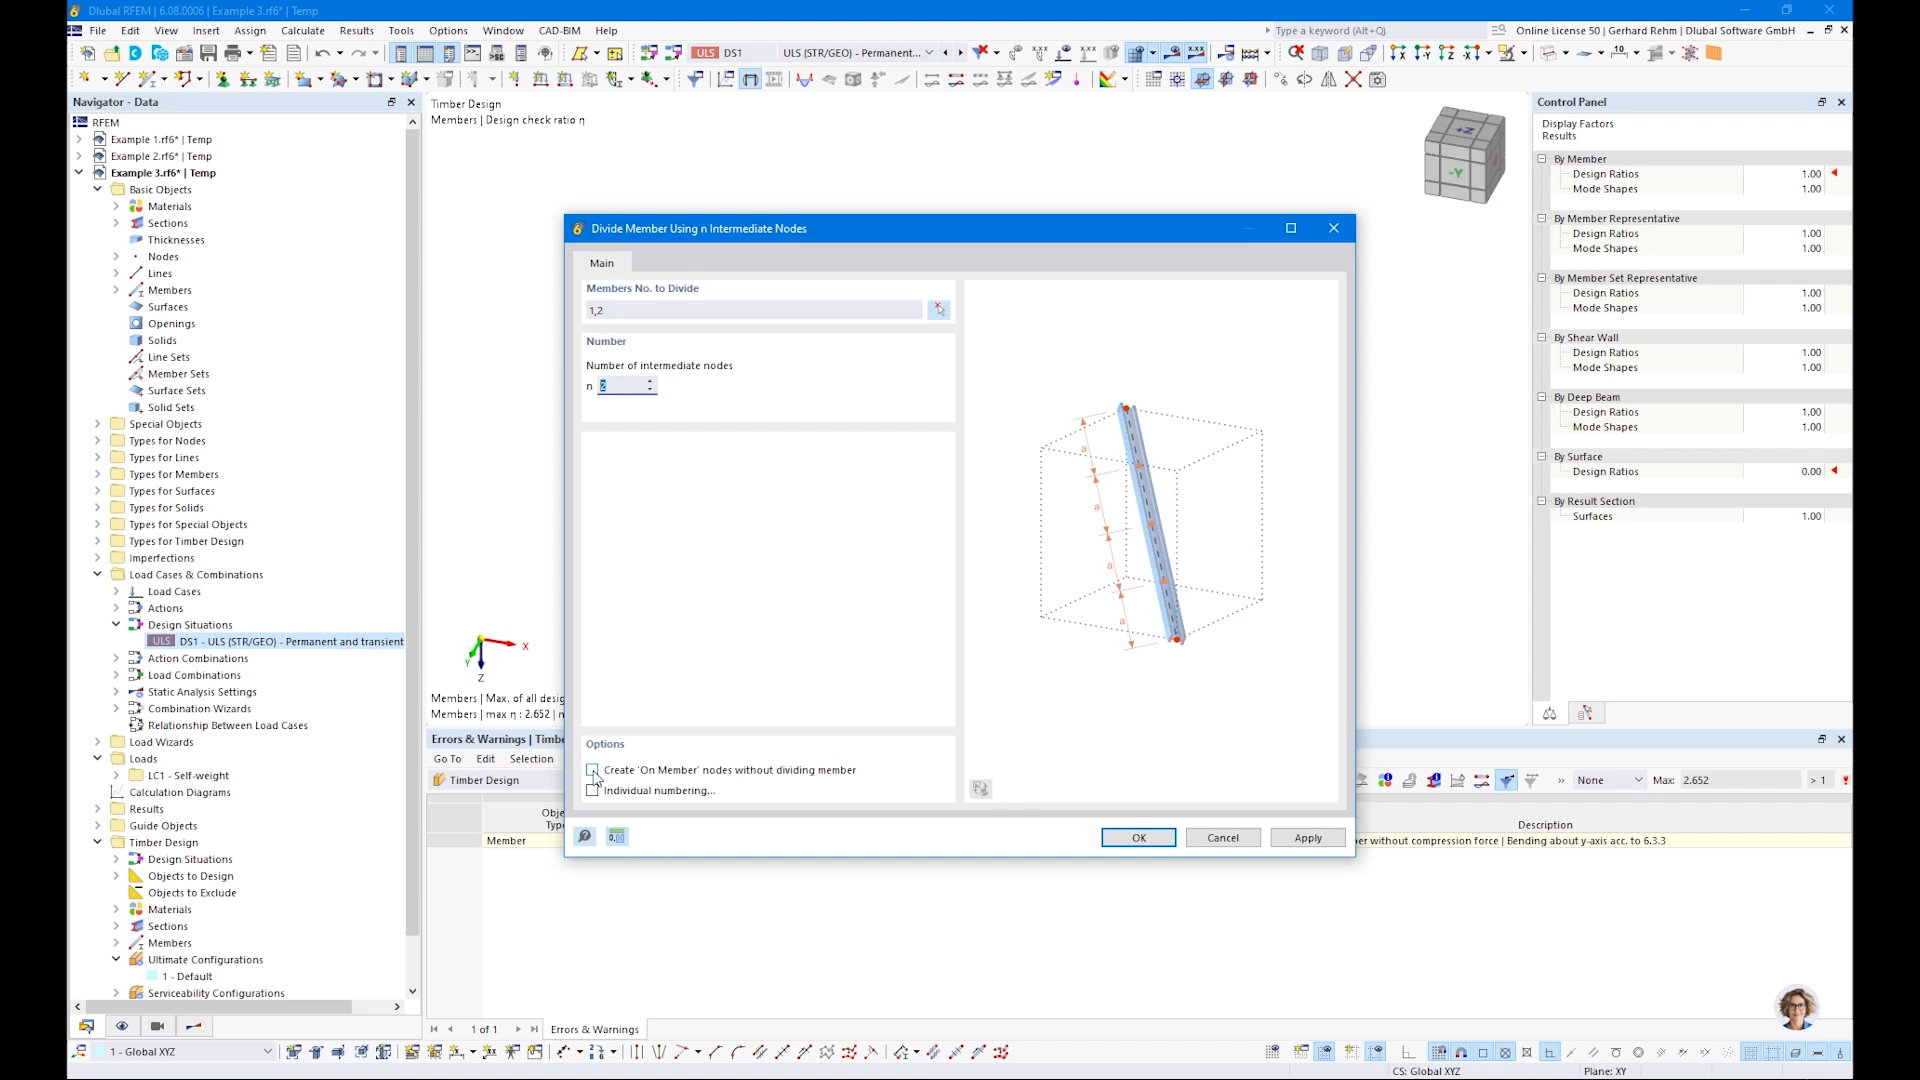 Dlubal RFEM | 6.08.0006 | Example 3.rf6* | Temp
File Edit View Insert Assign Calculate Results Tools Options Window CAD-BIM Help
Type a keyword (Alt+Q)
Online License 50 | Gerhard Rehm | Dlubal Software GmbH
ULS DS1 ULS (STR/GEO) - Permanent...
Navigator - Data
RFEM
Example 1.rf6* | Temp
Example 2.rf6* | Temp
Example 3.rf6* | Temp
Basic Objects
Materials
Sections
Thicknesses
Nodes
Lines
Members
Surfaces
Openings
Solids
Line Sets
Member Sets
Surface Sets
Solid Sets
Special Objects
Types for Nodes
Types for Lines
Types for Members
Types for Surfaces
Types for Solids
Types for Special Objects
Types for Timber Design
Imperfections
Load Cases & Combinations
Load Cases
Actions
Design Situations
ULS DS1 - ULS (STR/GEO) - Permanent and transient
Action Combinations
Load Combinations
Static Analysis Settings
Combination Wizards
Relationship Between Load Cases
Load Wizards
Loads
LC1 - Self-weight
Calculation Diagrams
Results
Guide Objects
Timber Design
Design Situations
Objects to Design
Objects to Exclude
Materials
Sections
Members
Ultimate Configurations
1 - Default
Serviceability Configurations
1 - Global XYZ
Timber Design
Members | Design check ratio η
+Z
-Y
X
Y
Z
Members | Max. of all desig
Members | max η : 2.652 | m
Divide Member Using n Intermediate Nodes
Main
Members No. to Divide
1,2
Number
Number of intermediate nodes
n 2
a
a
a
a
Options
Create 'On Member' nodes without dividing member
Individual numbering...
OK Cancel Apply
Errors & Warnings | Timbe
Go To Edit Selection
Timber Design
None Max: 2.652 > 1
Obje
Typ
Description
Member
er without compression force | Bending about y-axis acc. to 6.3.3
1 of 1 Errors & Warnings
Control Panel
Display Factors
Results
By Member
Design Ratios 1.00
Mode Shapes 1.00
By Member Representative
Design Ratios 1.00
Mode Shapes 1.00
By Member Set Representative
Design Ratios 1.00
Mode Shapes 1.00
By Shear Wall
Design Ratios 1.00
Mode Shapes 1.00
By Deep Beam
Design Ratios 1.00
Mode Shapes 1.00
By Surface
Design Ratios 0.00
By Result Section
Surfaces 1.00
CS: Global XYZ Plane: XY